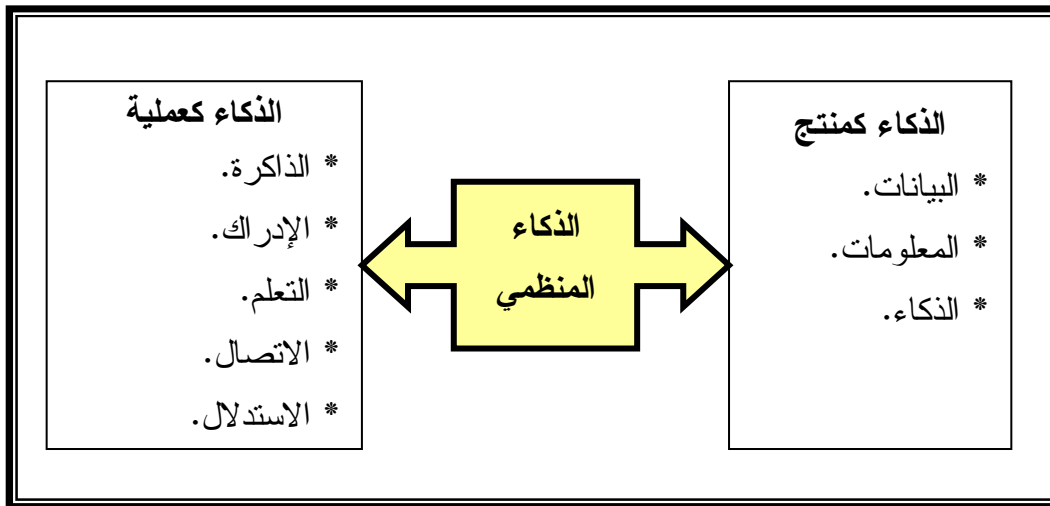 الذكاء كمنتج
* البيانات.
* المعلومات.
* الذكاء.
الذكاء
المنظمي
الذكاء كعملية
* الذاكرة.
* الإدراك.
* التعلم.
* الاتصال.
* الاستدلال.